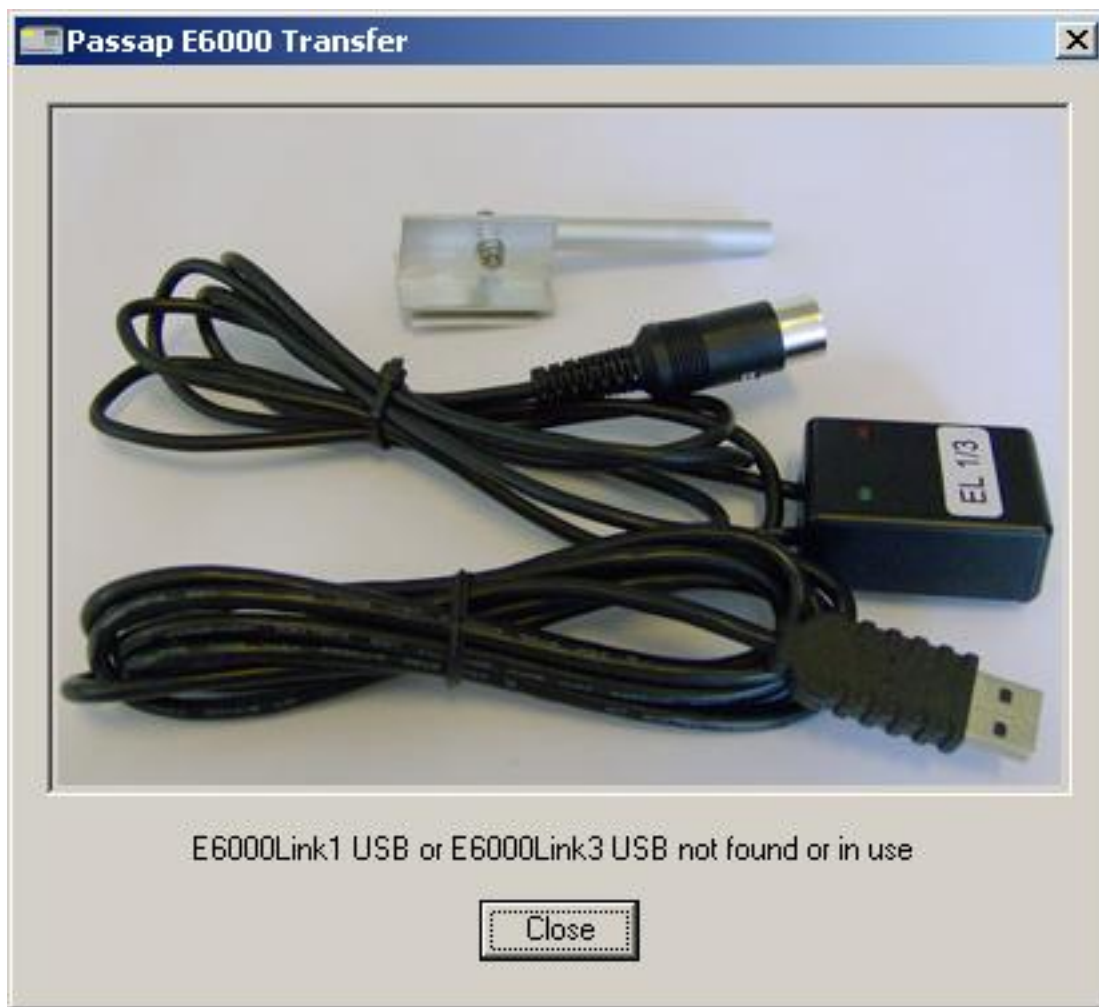 Passap E6000 Transfer
EL 1/3
E6000Link1 USB or E6000Link3 USB not found or in use
Close